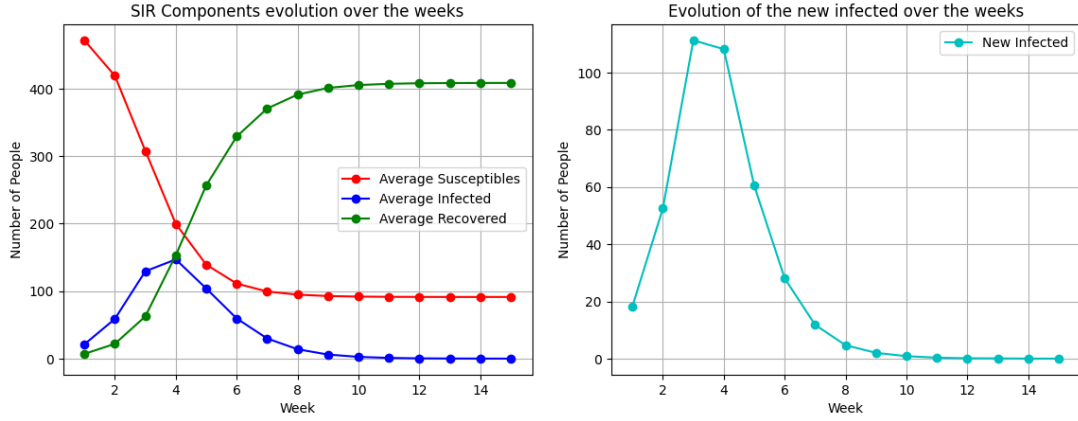 SIR Components evolution over the weeks
Number of People
400
300
200
100
0
2 4 6 8 10 12 14
Week
Average Susceptibles
Average Infected
Average Recovered
Evolution of the new infected over the weeks
Number of People
100
80
60
40
20
0
2 4 6 8 10 12 14
Week
New Infected